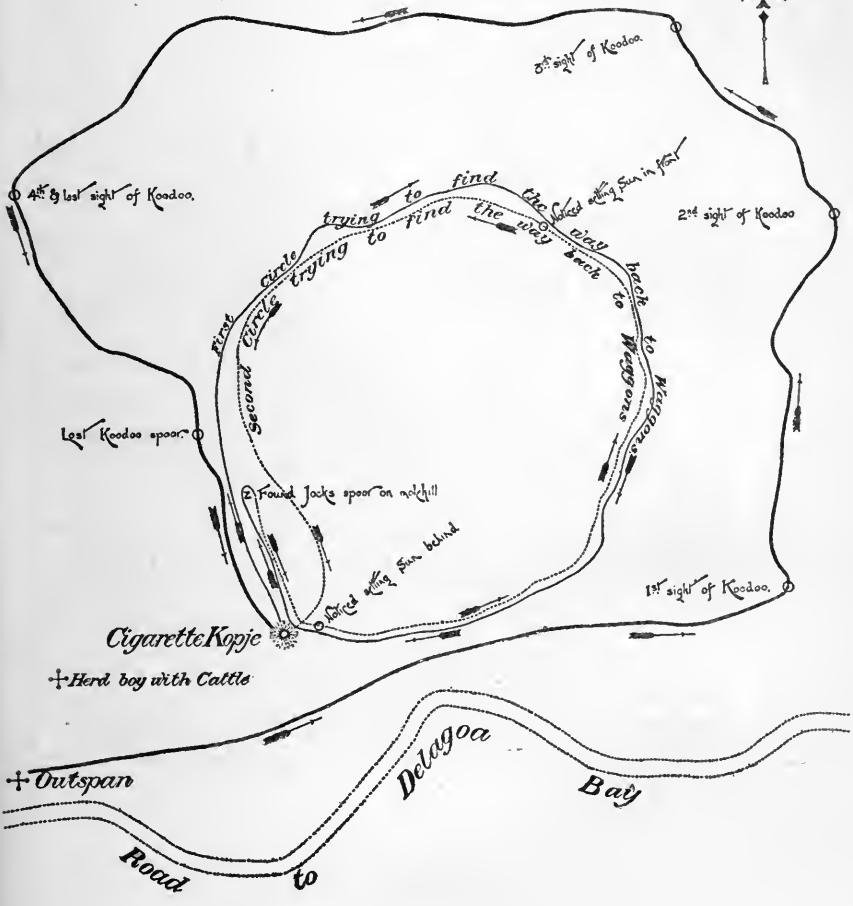 3rd sight of Koodoo.
4th & last sight of Koodoo.
2nd sight of Koodoo
Noticed setting Sun in front
First circle trying to find the way back to Waggons.
Second Circle trying to find the way back to Waggons
Lost Koodoo spoor.
2 Found Jocks spoor on molehill
Noticed setting Sun behind
1st sight of Koodoo.
Cigarette Kopje
Herd boy with Cattle
Outspan
Road to Delagoa Bay